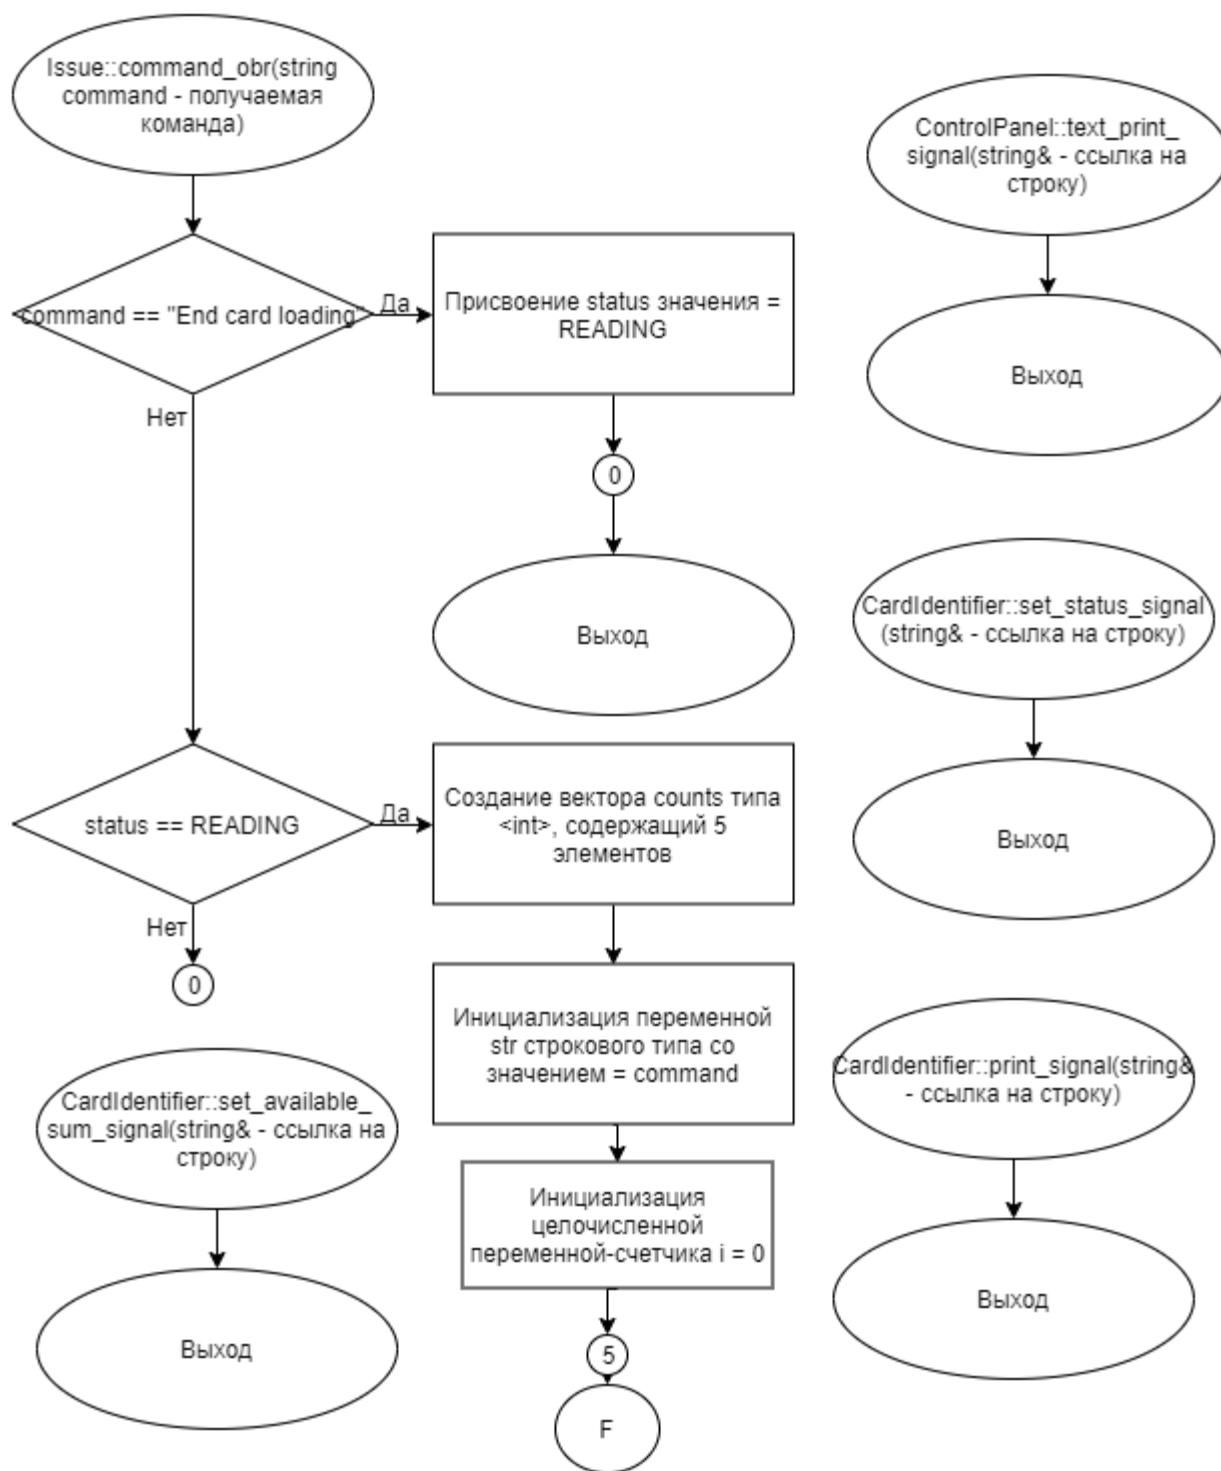 Issue::command_obr(string
command - получаемая
команда)
command == "End card loading"
Да
Присвоение status значения =
READING
Нет
0
Выход
status == READING
Да
Создание вектора counts типа
<int>, содержащий 5
элементов
Нет
0
Инициализация переменной
str строкового типа со
значением = command
Инициализация
целочисленной
переменной-счетчика i = 0
5
F
CardIdentifier::set_available_
sum_signal(string& - ссылка на
строку)
Выход
ControlPanel::text_print_
signal(string& - ссылка на
строку)
Выход
CardIdentifier::set_status_signal
(string& - ссылка на строку)
Выход
CardIdentifier::print_signal(string&
- ссылка на строку)
Выход